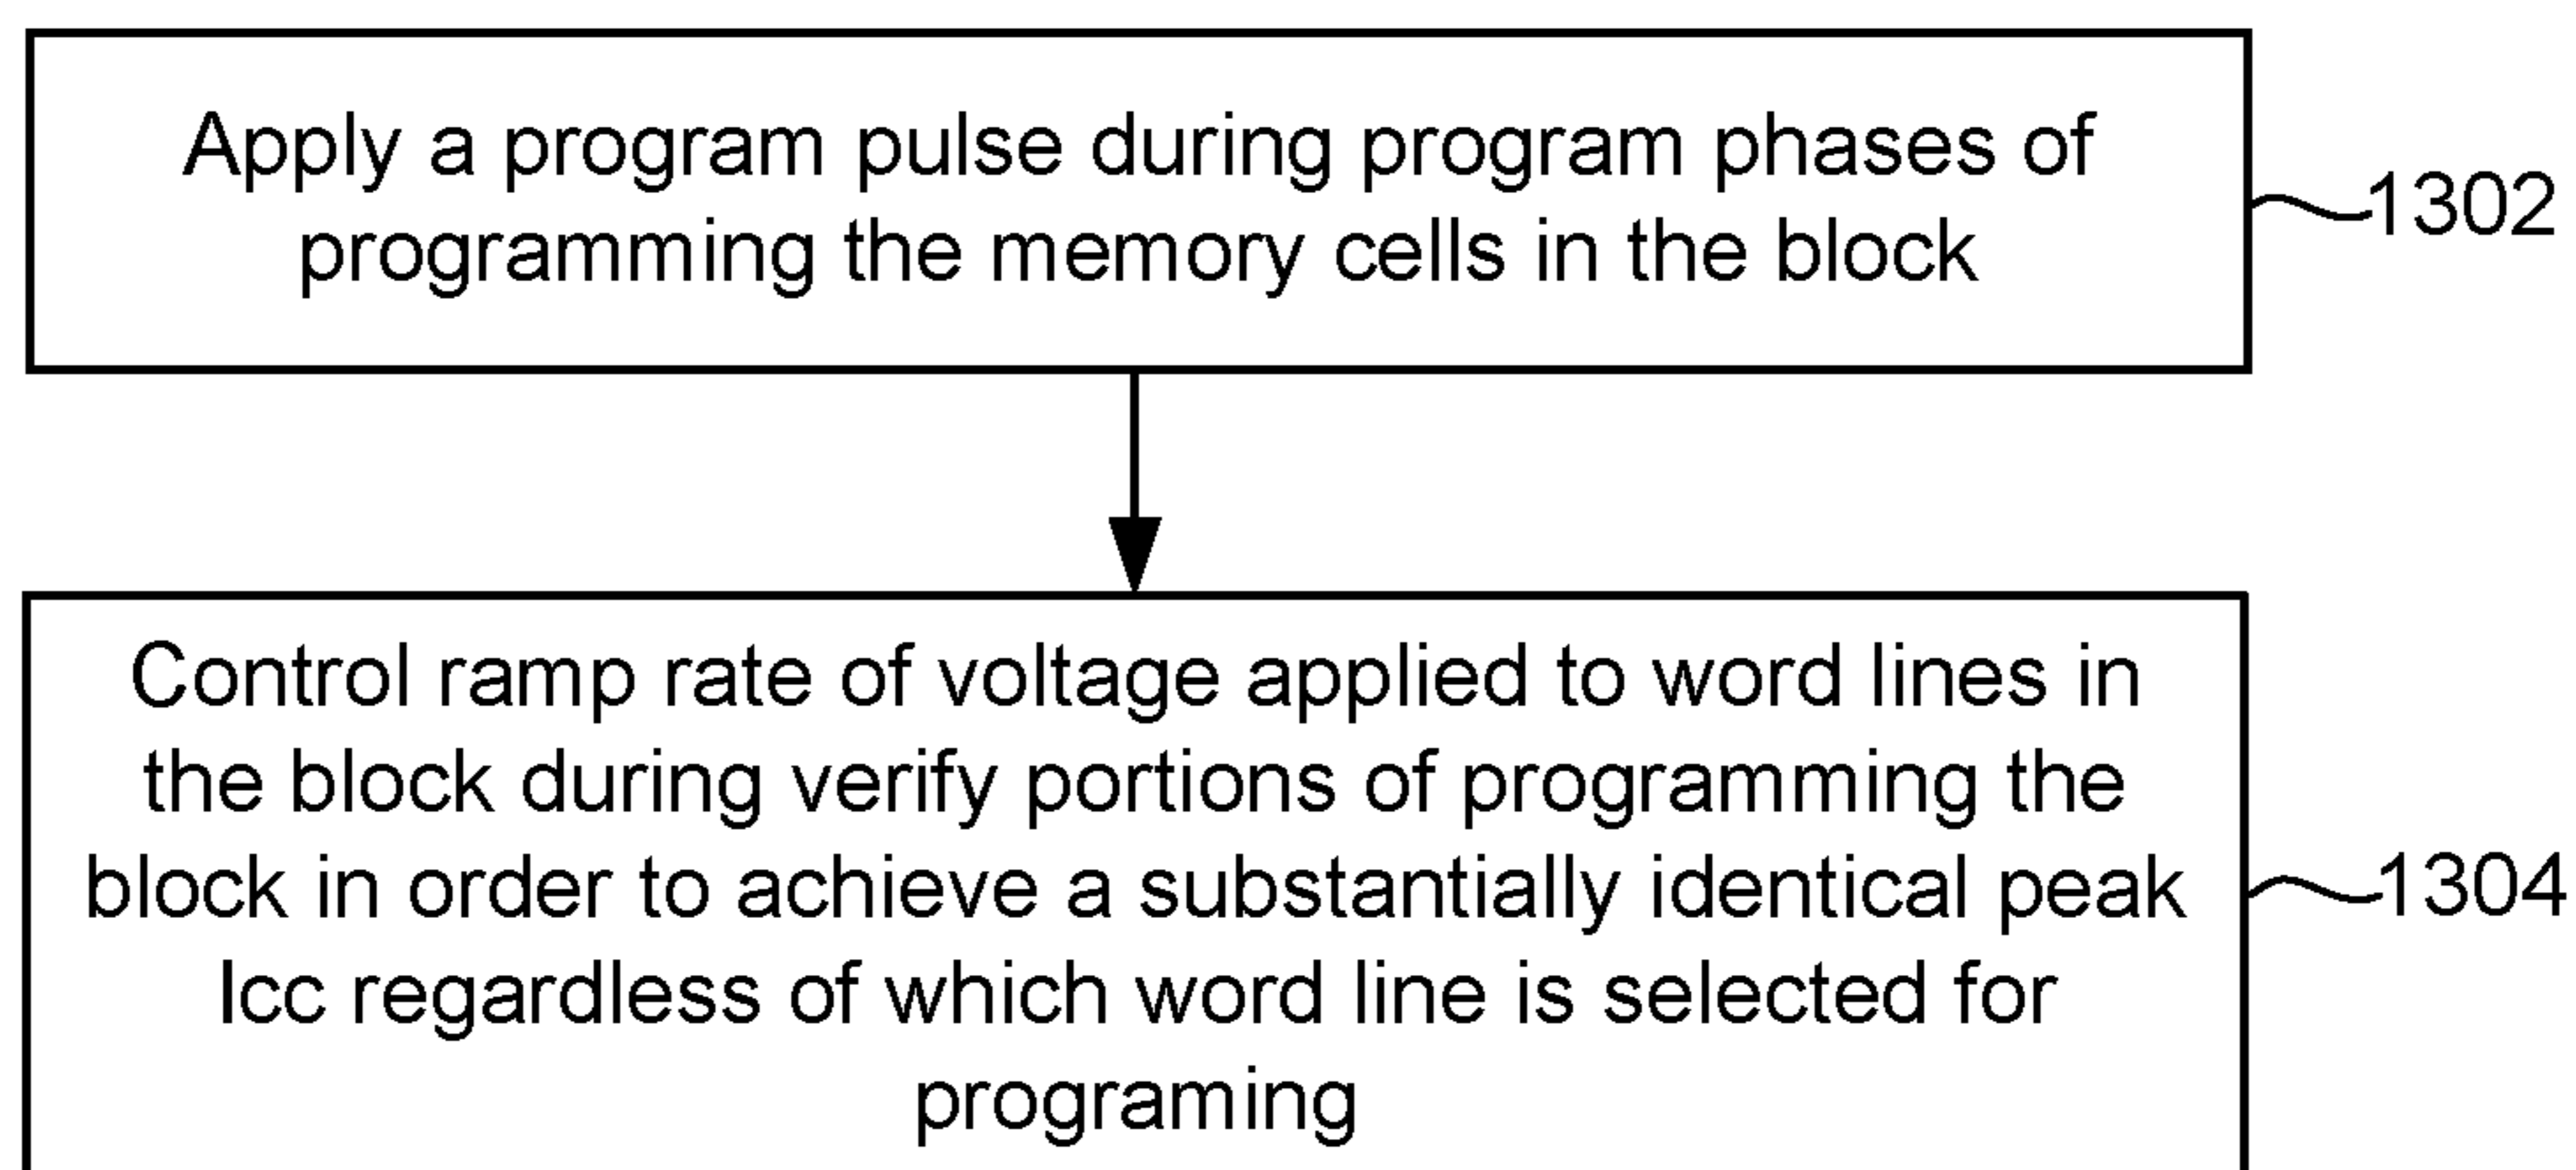 Apply a program pulse during program phases of
programming the memory cells in the block
1302
Control ramp rate of voltage applied to word lines in
the block during verify portions of programming the
block in order to achieve a substantially identical peak
Icc regardless of which word line is selected for
programing
1304